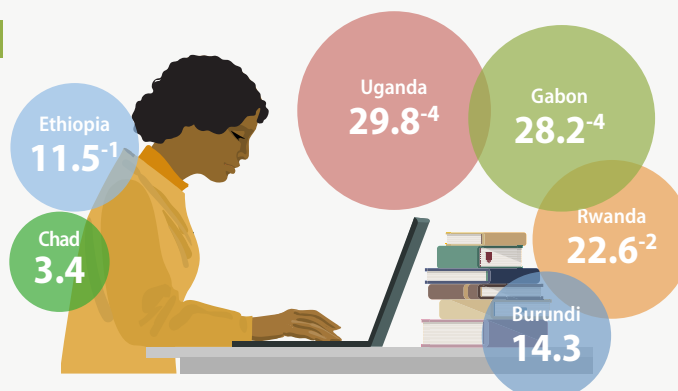 Uganda
29.8-4
Gabon
28.2-4
Ethiopia
11.5-1
Rwanda
22.6-2
Chad
3.4
Burundi
14.3